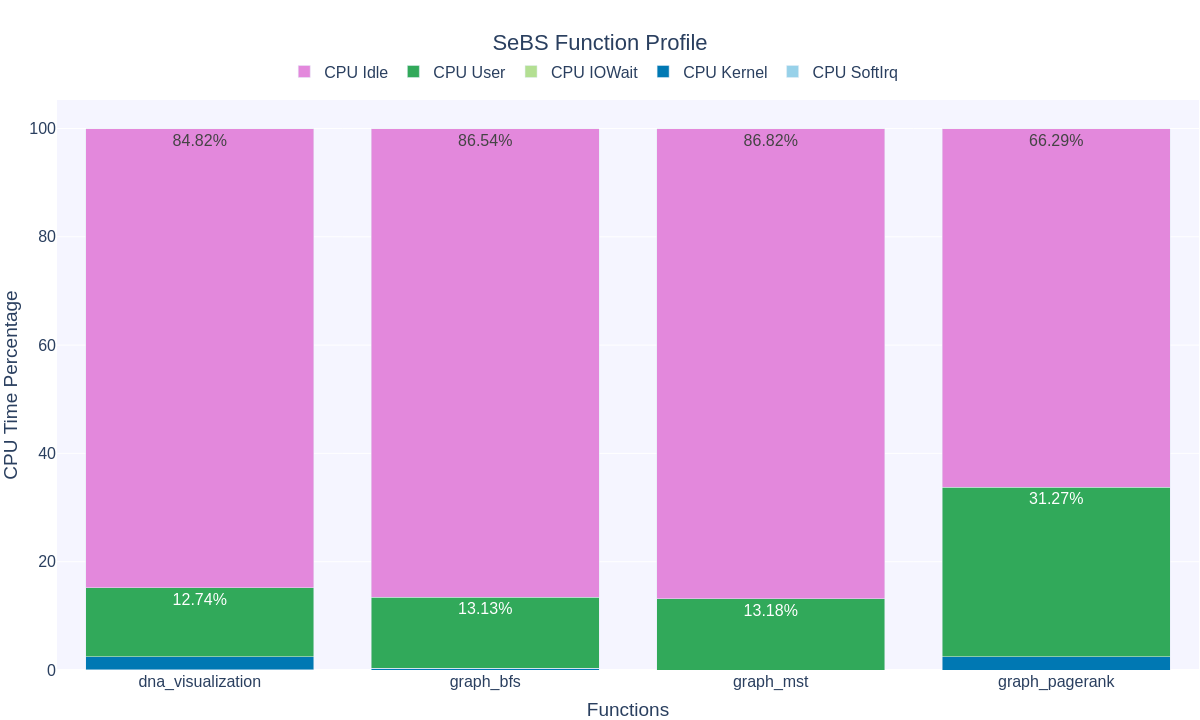 SeBS Function Profile
CPU Idle CPU User CPU IOWait CPU Kernel CPU SoftIrq
CPU Time Percentage
100
80
60
40
20
0
84.82% 86.54% 86.82% 66.29%
31.27%
12.74% 13.13% 13.18%
dna_visualization graph_bfs graph_mst graph_pagerank
Functions